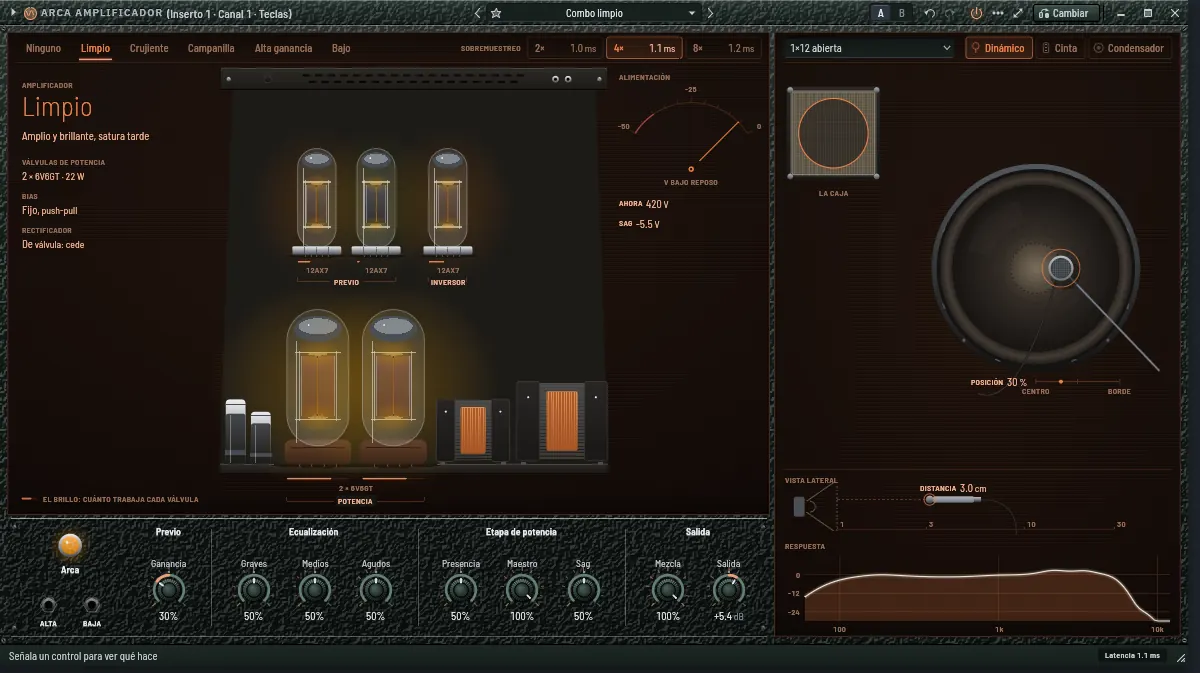 ARCA AMPLIFICADOR (Inserto 1 · Canal 1 · Teclas)
Combo limpio
A B
Cambiar
Ninguno Limpio Crujiente Campanilla Alta ganancia Bajo
SOBREMUESTREO 2× 1.0 ms 4× 1.1 ms 8× 1.2 ms
1×12 abierta
Dinámico Cinta Condensador
AMPLIFICADOR
Limpio
Amplio y brillante, satura tarde
VÁLVULAS DE POTENCIA
2 × 6V6GT · 22 W
BIAS
Fijo, push-pull
RECTIFICADOR
De válvula: cede
ALIMENTACIÓN
-25
-50 0
V BAJO REPOSO
AHORA 420 V
SAG -5.5 V
12AX7 12AX7 12AX7
PREVIO INVERSOR
2 × 6V6GT
POTENCIA
EL BRILLO: CUÁNTO TRABAJA CADA VÁLVULA
LA CAJA
POSICIÓN 30 %
CENTRO BORDE
VISTA LATERAL
DISTANCIA 3.0 cm
1 3 10 30
RESPUESTA
0
-12
-24
100 1k 10k
Arca
ALTA BAJA
Previo
Ganancia
30%
Ecualización
Graves Medios Agudos
50% 50% 50%
Etapa de potencia
Presencia Maestro Sag
50% 100% 50%
Salida
Mezcla Salida
100% +5.4 dB
Señala un control para ver qué hace
Latencia 1.1 ms